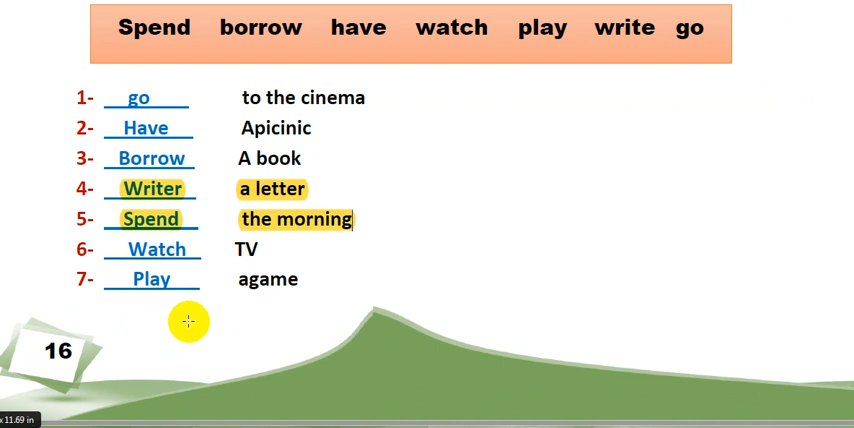 Spend borrow have watch play write go
1- go to the cinema
2- Have Apicinic
3- Borrow A book
4- Writer a letter
5- Spend the morning
6- Watch TV
7- Play agame
16
x 11.69 in